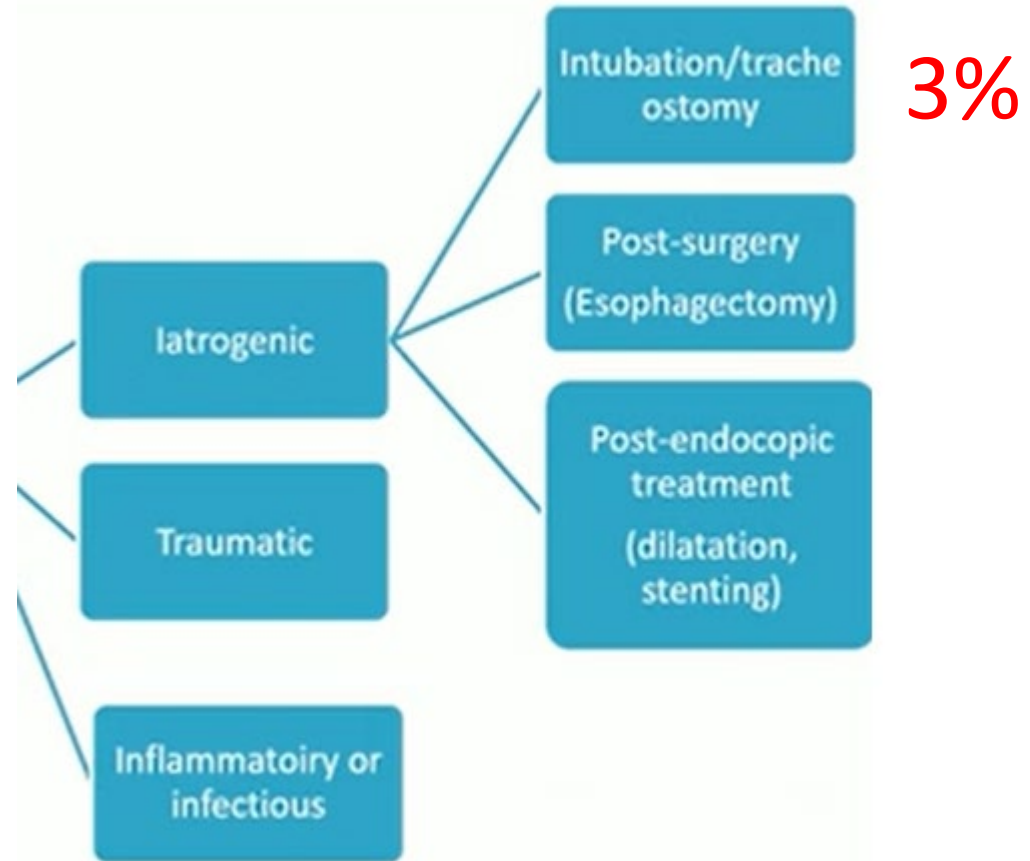 Intubation/trache
ostomy
3%
Post-surgery
(Esophagectomy)
Iatrogenic
Post-endocopic
treatment
(dilatation,
stenting)
Traumatic
Inflammatoiry or
infectious